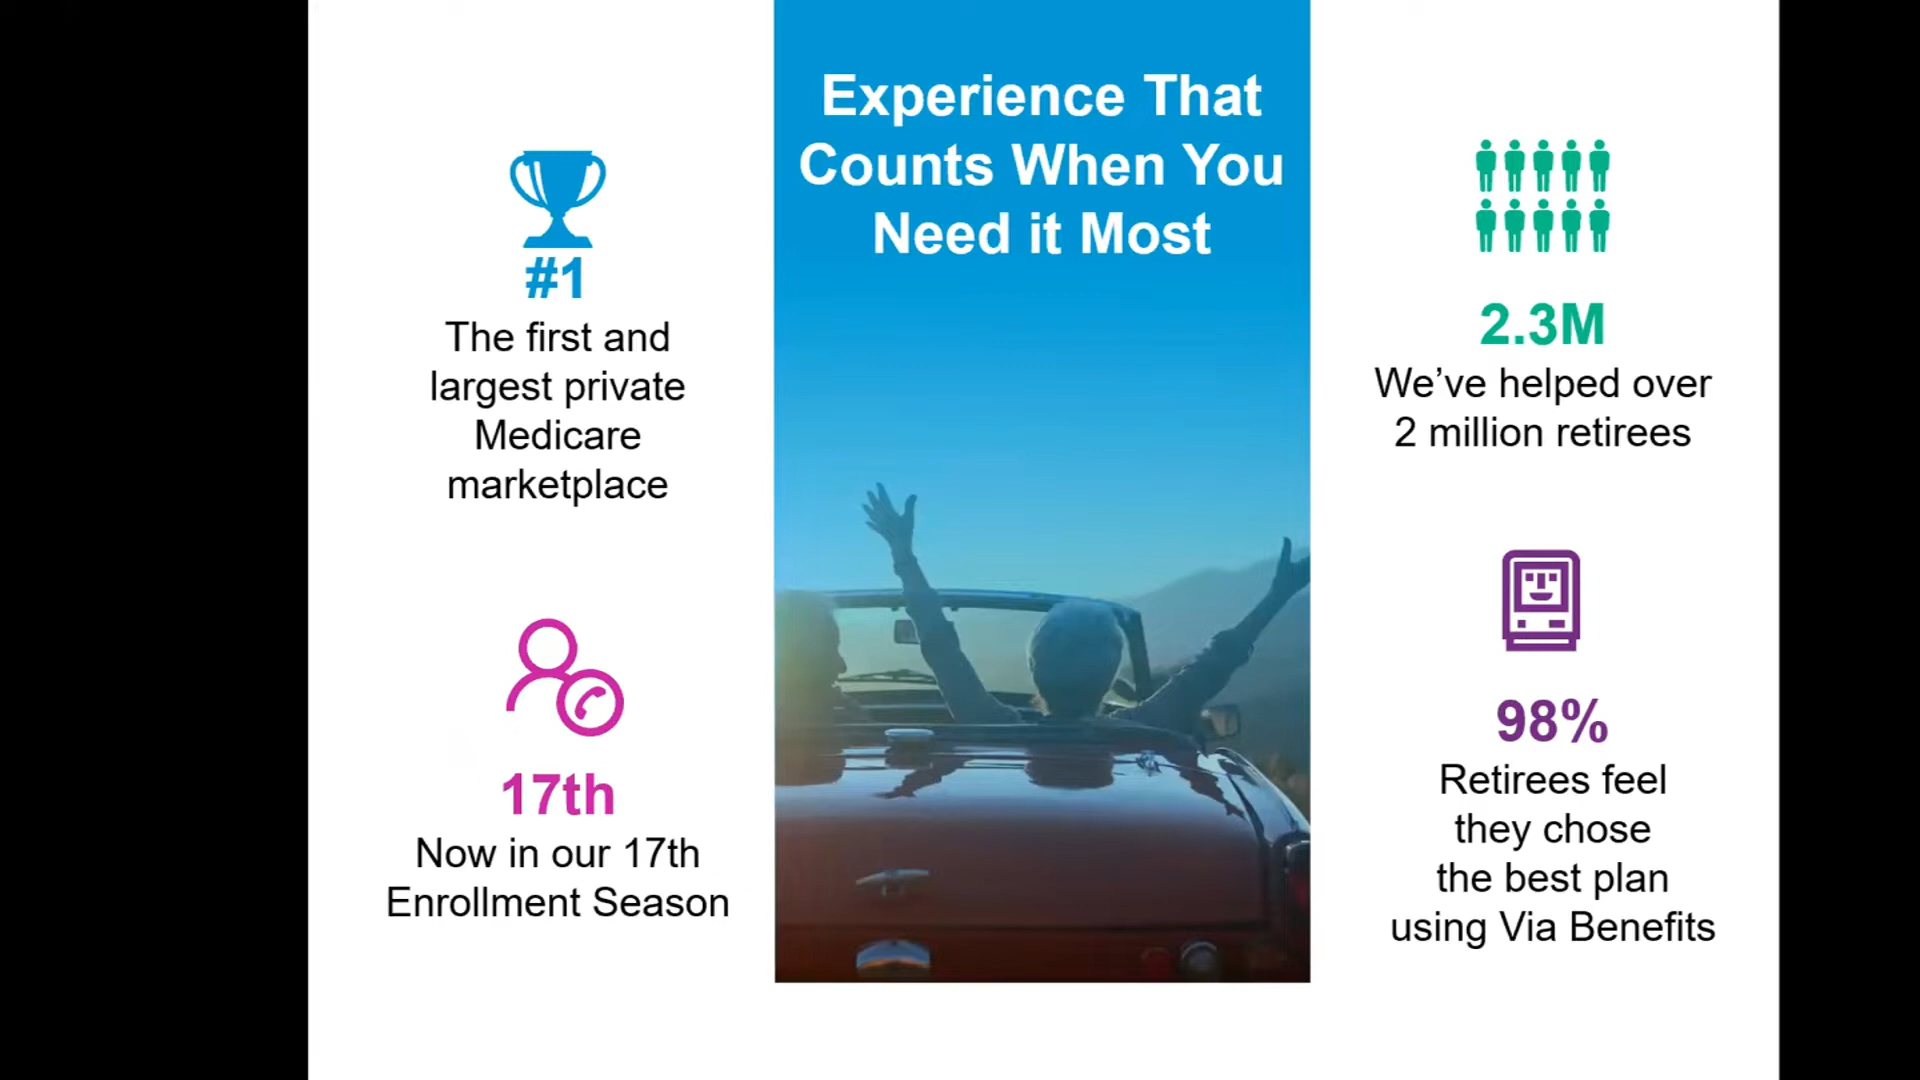 Experience That
Counts When You
Need it Most
#1
The first and
largest private
Medicare
marketplace
17th
Now in our 17th
Enrollment Season
2.3M
We’ve helped over
2 million retirees
98%
Retirees feel
they chose
the best plan
using Via Benefits